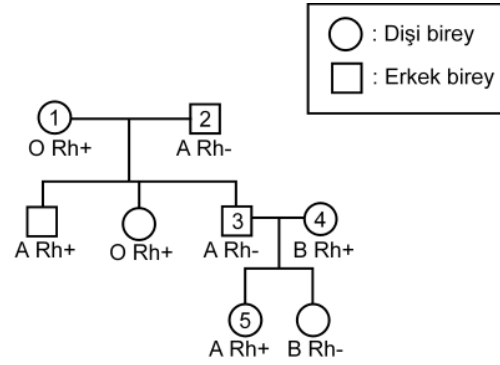 : Dişi birey
: Erkek birey
1 2
O Rh+ A Rh-
3 4
A Rh+ O Rh+ A Rh- B Rh+
5
A Rh+ B Rh-